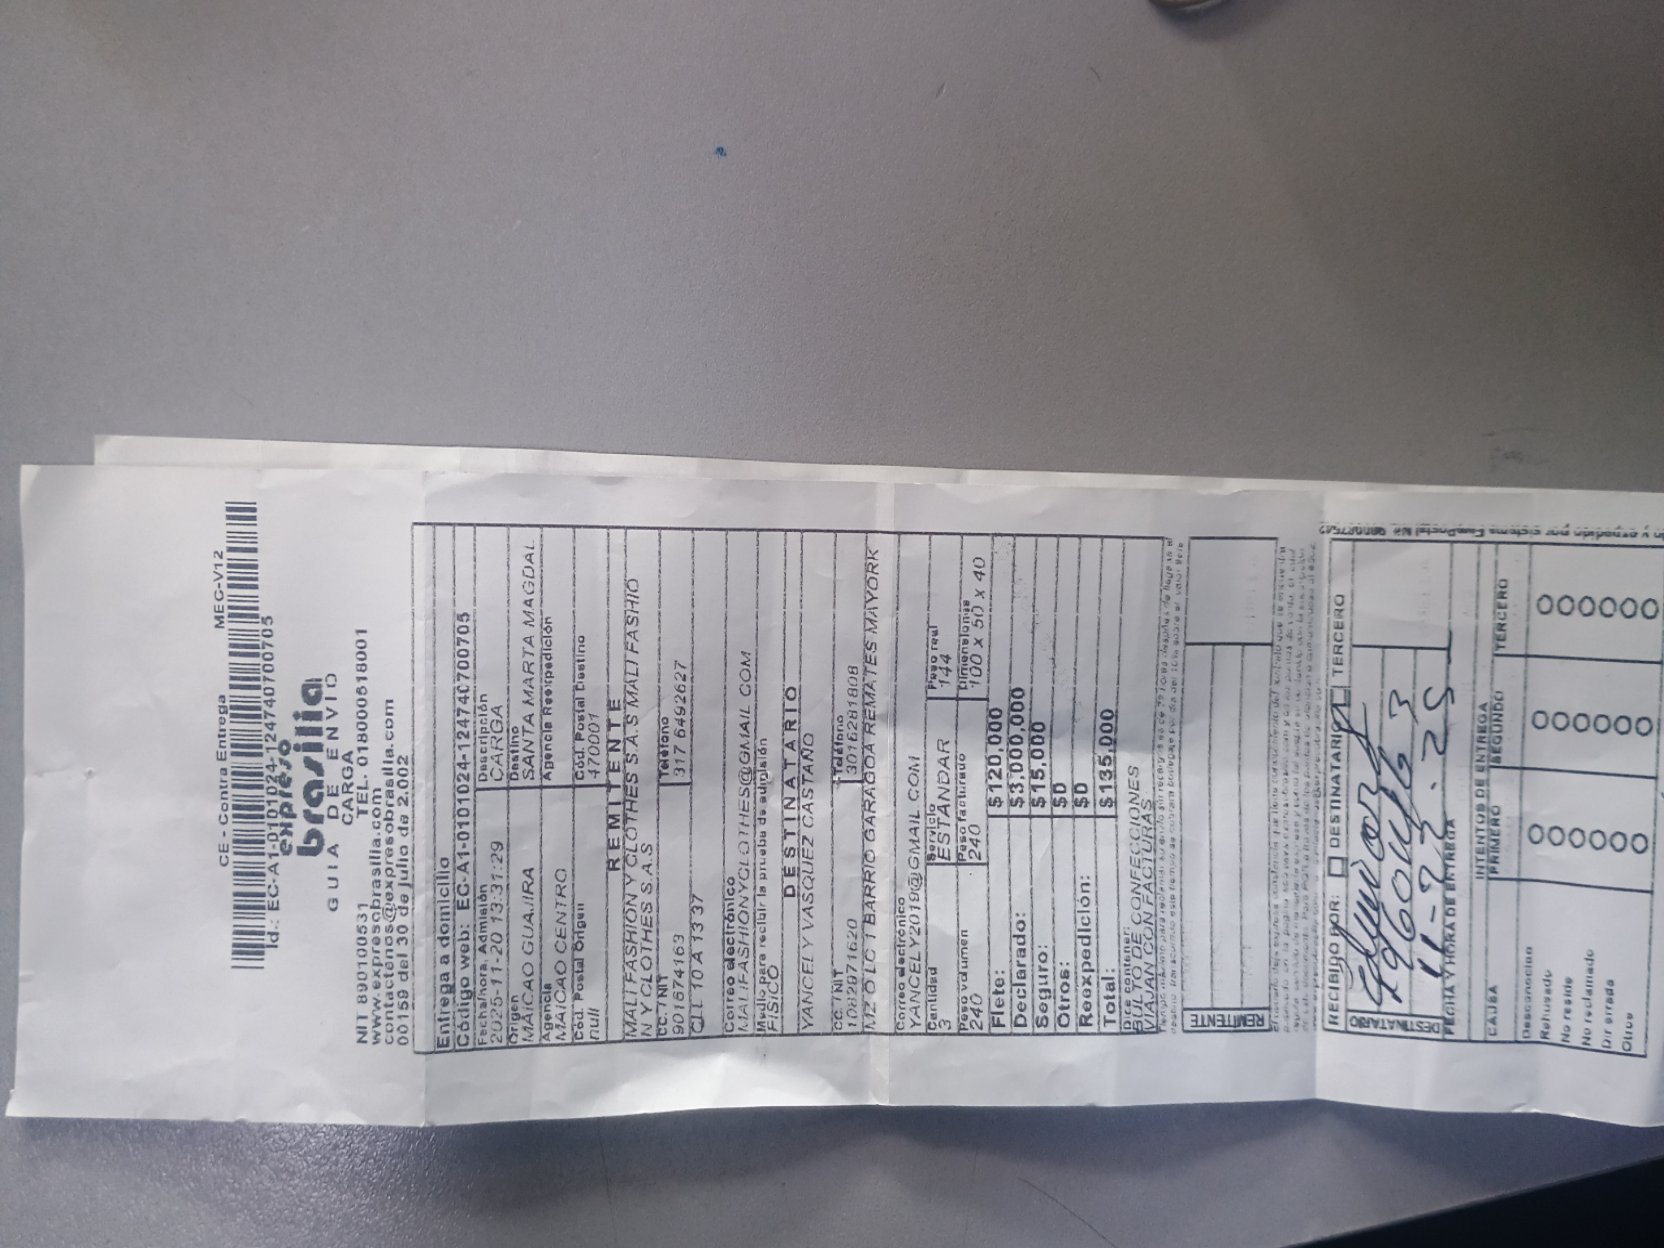 CE - Contra Entrega MEC-V12
Id.: EC-A1-0101024-124740700705
expreso
brasilia
GUIA DE ENVIO
CARGA
NIT 890100531 TEL. 018000518001
www.expresobrasilia.com
contactenos@expresobrasilia.com
00159 del 30 de julio de 2.002
Entrega a domicilio
Código web: EC-A1-0101024-124740700705
Fecha/hora, Admisión Descripción
2025-11-20 13:31:29 CARGA
Origen Destino
MAICAO GUAJIRA SANTA MARTA MAGDAL
Agencia Agencia Reexpedición
MAICAO CENTRO
Cód. Postal Origen Cód. Postal Destino
null 470001
REMITENTE
MALI FASHION Y CLOTHES S.A.S MALI FASHIO
N Y CLOTHES S.A.S
CC. / NIT Teléfono
901674163 317 6492627
CLL 10 A 13 37
Correo electrónico
MALIFASHIONYCLOTHES@GMAIL.COM
Medio para recibir la prueba de admisión
FISICO
DESTINATARIO
YANCELY VASQUEZ CASTAÑO
CC. / NIT Teléfono
1082871620 3016281808
MZ O LC 1 BARRIO GARAGOA REMATES MAYORK
Correo electrónico
YANCELY2019@GMAIL.COM
Cantidad Servicio Peso real
3 ESTANDAR 144
Peso volumen Peso facturado Dimensiones
240 240 100 x 50 x 40
Flete: $120,000
Declarado: $3,000,000
Seguro: $15,000
Otros: $0
Reexpedición: $0
Total: $135,000
Dice contener:
BULTO DE CONFECCIONES
VIAJAN CON FACTURAS
REMITENTE
RECIBIDO POR: DESTINATARIO TERCERO
DESTINATARIO
11-22-25
FECHA Y HORA DE ENTREGA
INTENTOS DE ENTREGA
CAUSA PRIMERO SEGUNDO TERCERO
Desconocido
Rehusado
No reside
No reclamado
Dir errada
Otros